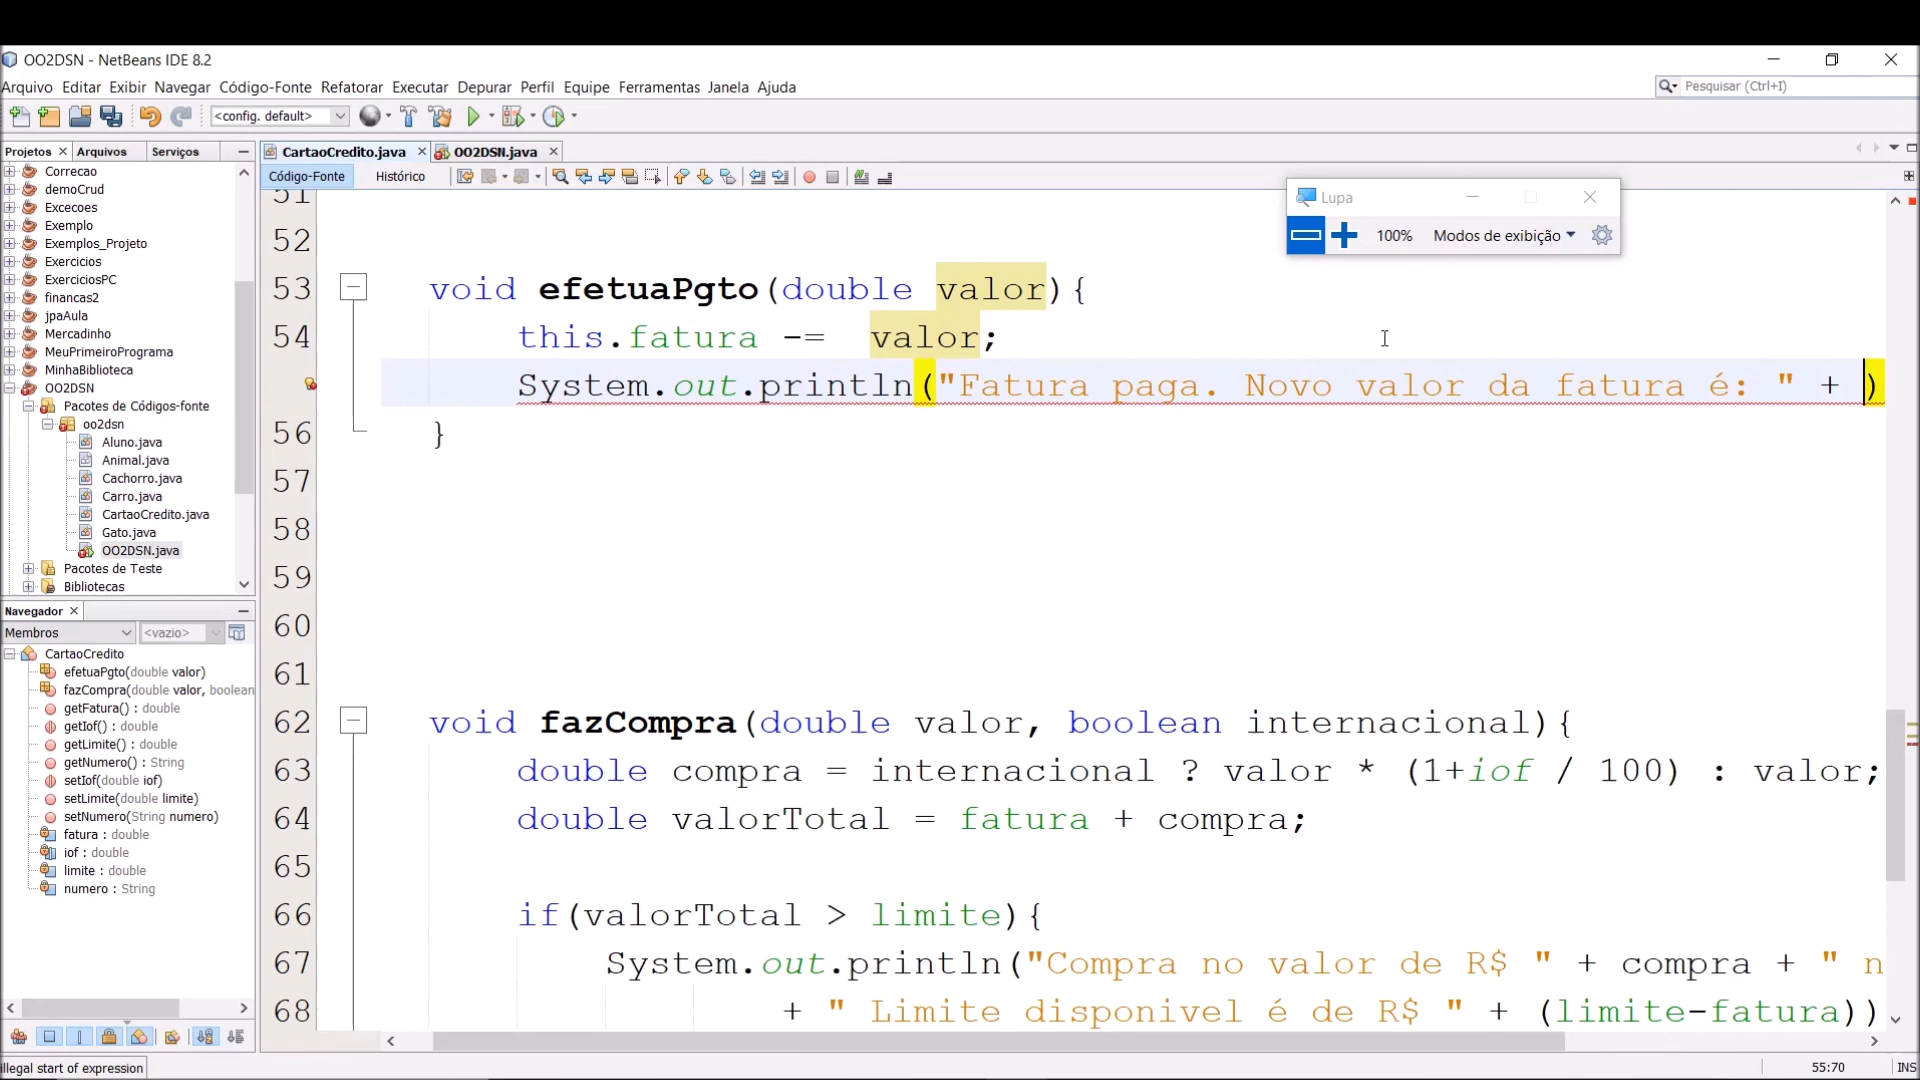 OO2DSN - NetBeans IDE 8.2
Arquivo Editar Exibir Navegar Código-Fonte Refatorar Executar Depurar Perfil Equipe Ferramentas Janela Ajuda
Pesquisar (Ctrl+I)
<config. default>
Projetos Arquivos Serviços
CartaoCredito.java OO2DSN.java
Código-Fonte Histórico
Correcao
demoCrud
Excecoes
Exemplo
Exemplos_Projeto
Exercicios
ExerciciosPC
financas2
jpaAula
Mercadinho
MeuPrimeiroPrograma
MinhaBiblioteca
OO2DSN
Pacotes de Códigos-fonte
oo2dsn
Aluno.java
Animal.java
Cachorro.java
Carro.java
CartaoCredito.java
Gato.java
OO2DSN.java
Pacotes de Teste
Bibliotecas
Navegador
Membros <vazio>
CartaoCredito
efetuaPgto(double valor)
fazCompra(double valor, boolean
getFatura() : double
getIof() : double
getLimite() : double
getNumero() : String
setIof(double iof)
setLimite(double limite)
setNumero(String numero)
fatura : double
iof : double
limite : double
numero : String
Lupa
100% Modos de exibição
51
52
53 void efetuaPgto(double valor){
54 this.fatura -= valor;
System.out.println("Fatura paga. Novo valor da fatura é: " + )
56 }
57
58
59
60
61
62 void fazCompra(double valor, boolean internacional){
63 double compra = internacional ? valor * (1+iof / 100) : valor;
64 double valorTotal = fatura + compra;
65
66 if(valorTotal > limite){
67 System.out.println("Compra no valor de R$ " + compra + " n
68 + " Limite disponivel é de R$ " + (limite-fatura))
illegal start of expression
55:70 INS